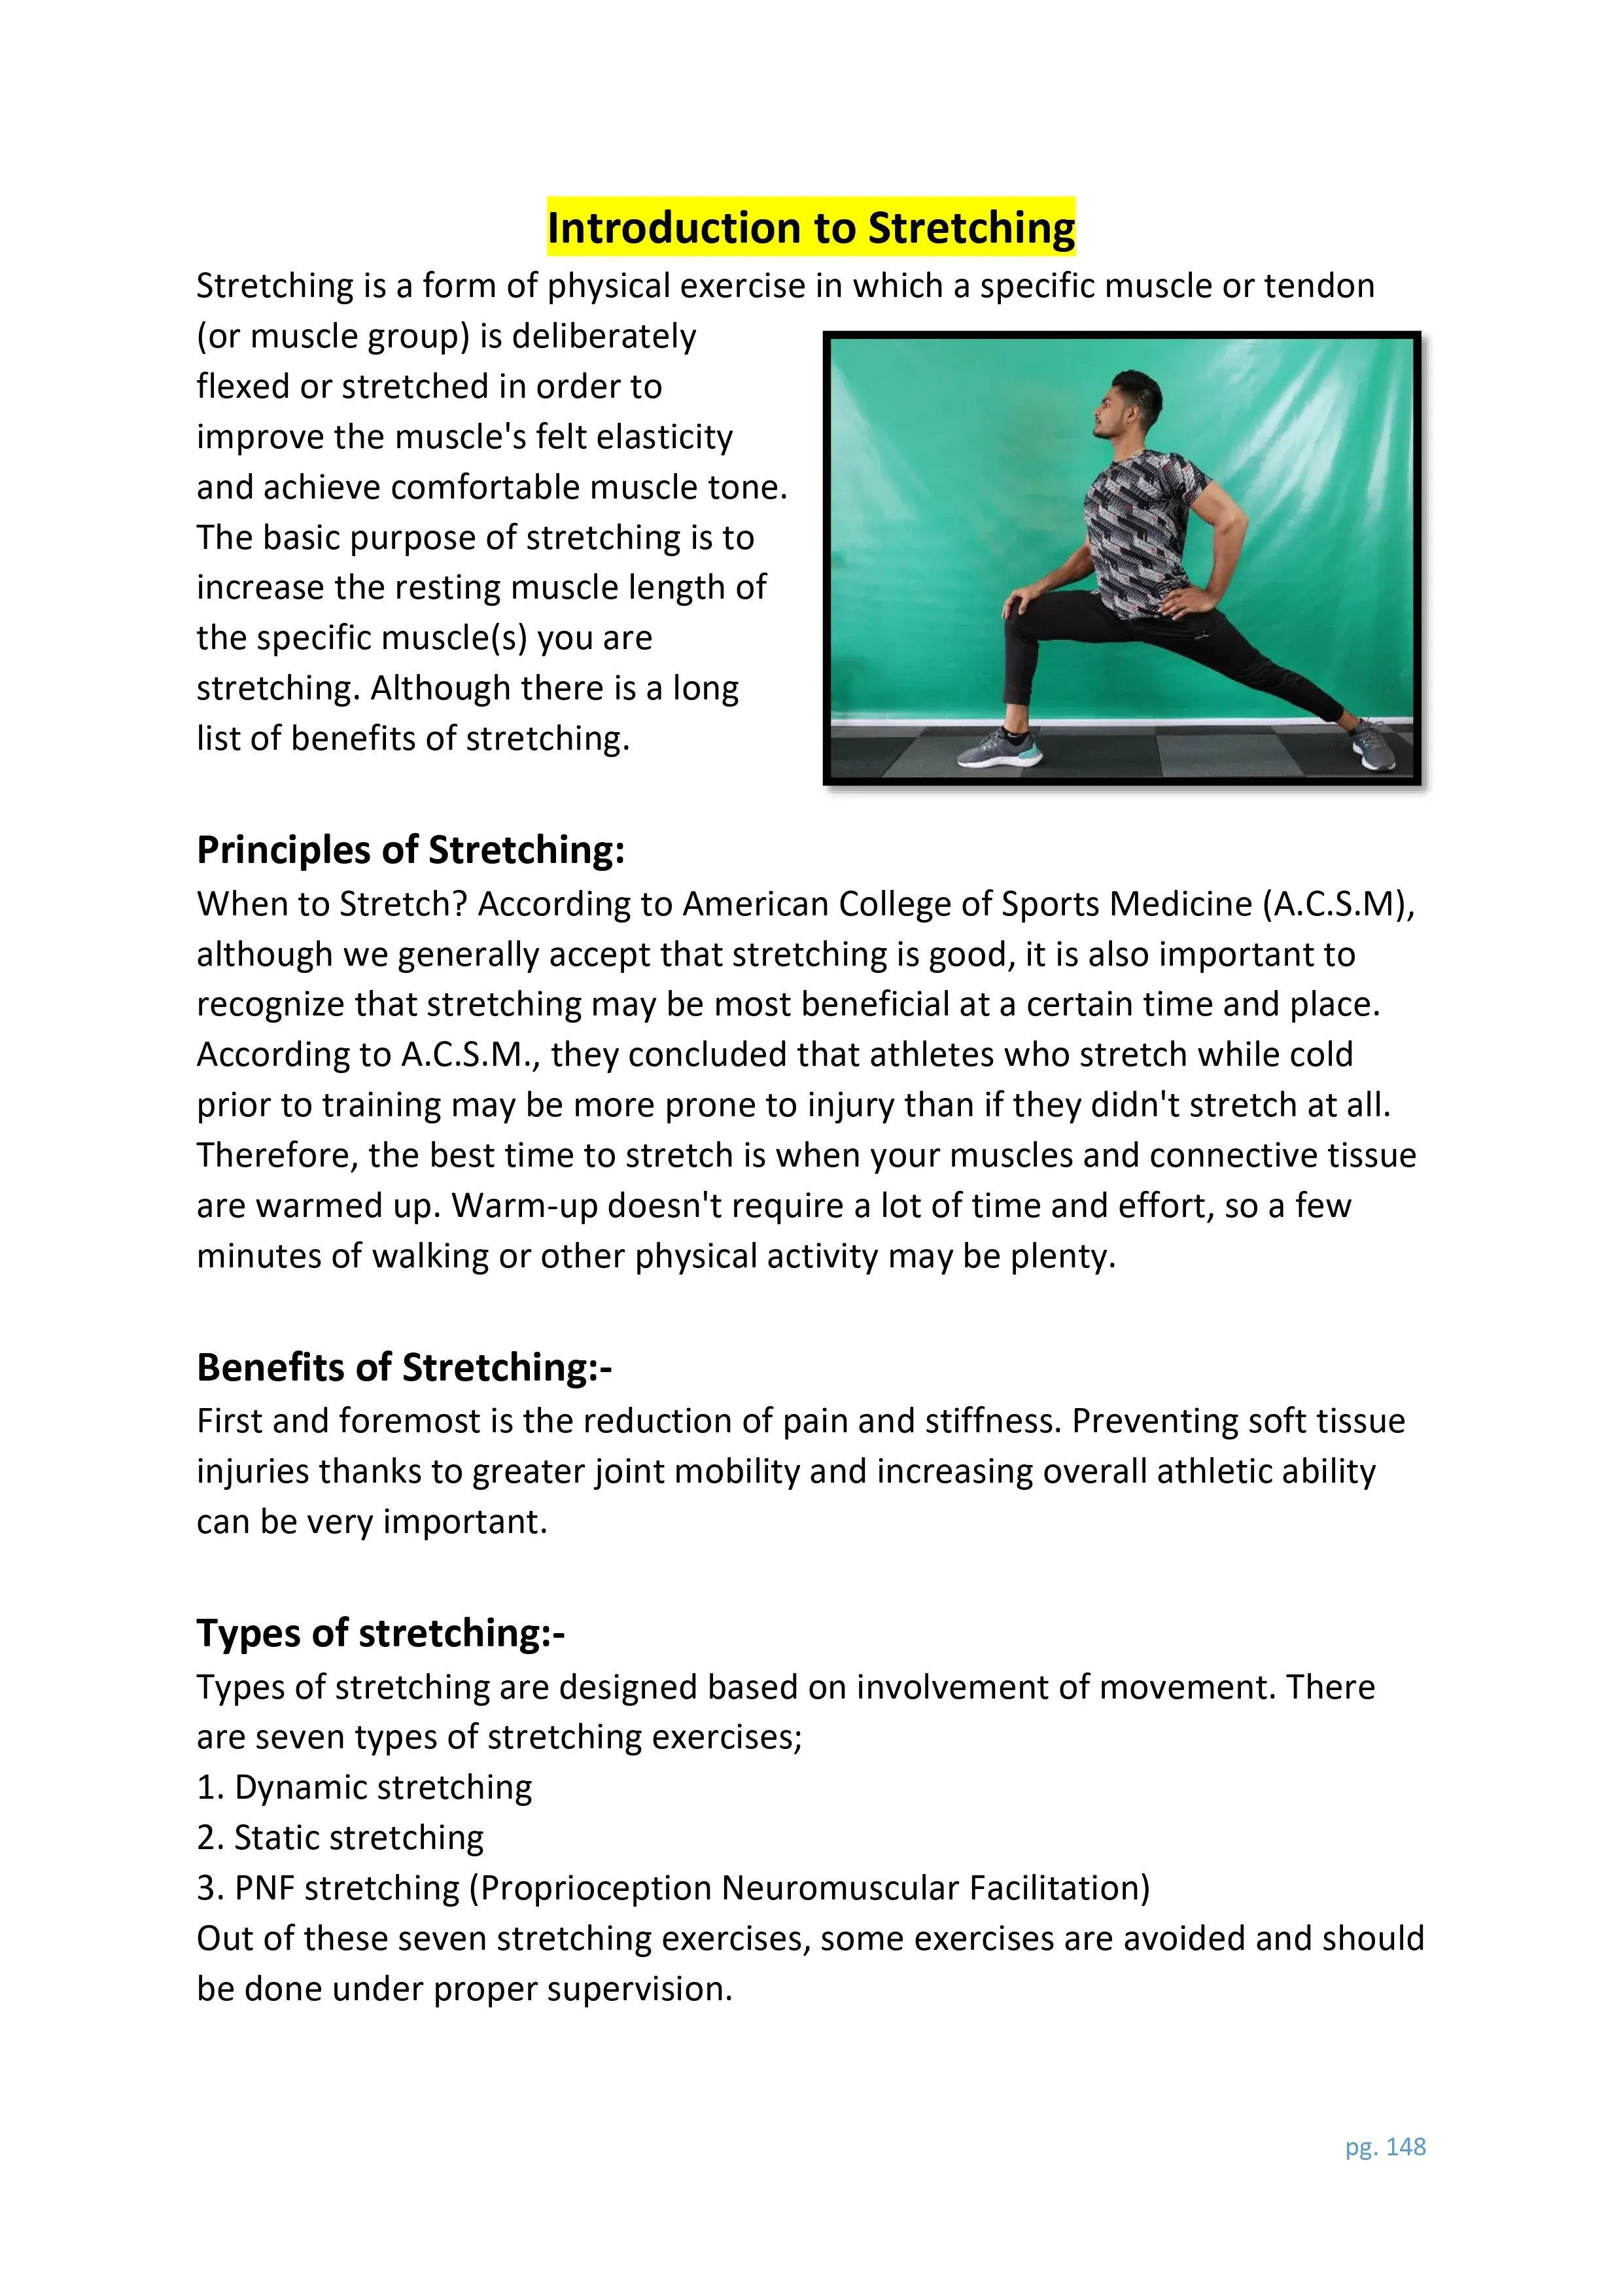 Introduction to Stretching
Stretching is a form of physical exercise in which a specific muscle or tendon
(or muscle group) is deliberately
flexed or stretched in order to
improve the muscle's felt elasticity
and achieve comfortable muscle tone.
The basic purpose of stretching is to
increase the resting muscle length of
the specific muscle(s) you are
stretching. Although there is a long
list of benefits of stretching.
Principles of Stretching:
When to Stretch? According to American College of Sports Medicine (A.C.S.M),
although we generally accept that stretching is good, it is also important to
recognize that stretching may be most beneficial at a certain time and place.
According to A.C.S.M., they concluded that athletes who stretch while cold
prior to training may be more prone to injury than if they didn't stretch at all.
Therefore, the best time to stretch is when your muscles and connective tissue
are warmed up. Warm-up doesn't require a lot of time and effort, so a few
minutes of walking or other physical activity may be plenty.
Benefits of Stretching:-
First and foremost is the reduction of pain and stiffness. Preventing soft tissue
injuries thanks to greater joint mobility and increasing overall athletic ability
can be very important.
Types of stretching:-
Types of stretching are designed based on involvement of movement. There
are seven types of stretching exercises;
1. Dynamic stretching
2. Static stretching
3. PNF stretching (Proprioception Neuromuscular Facilitation)
Out of these seven stretching exercises, some exercises are avoided and should
be done under proper supervision.
pg. 148